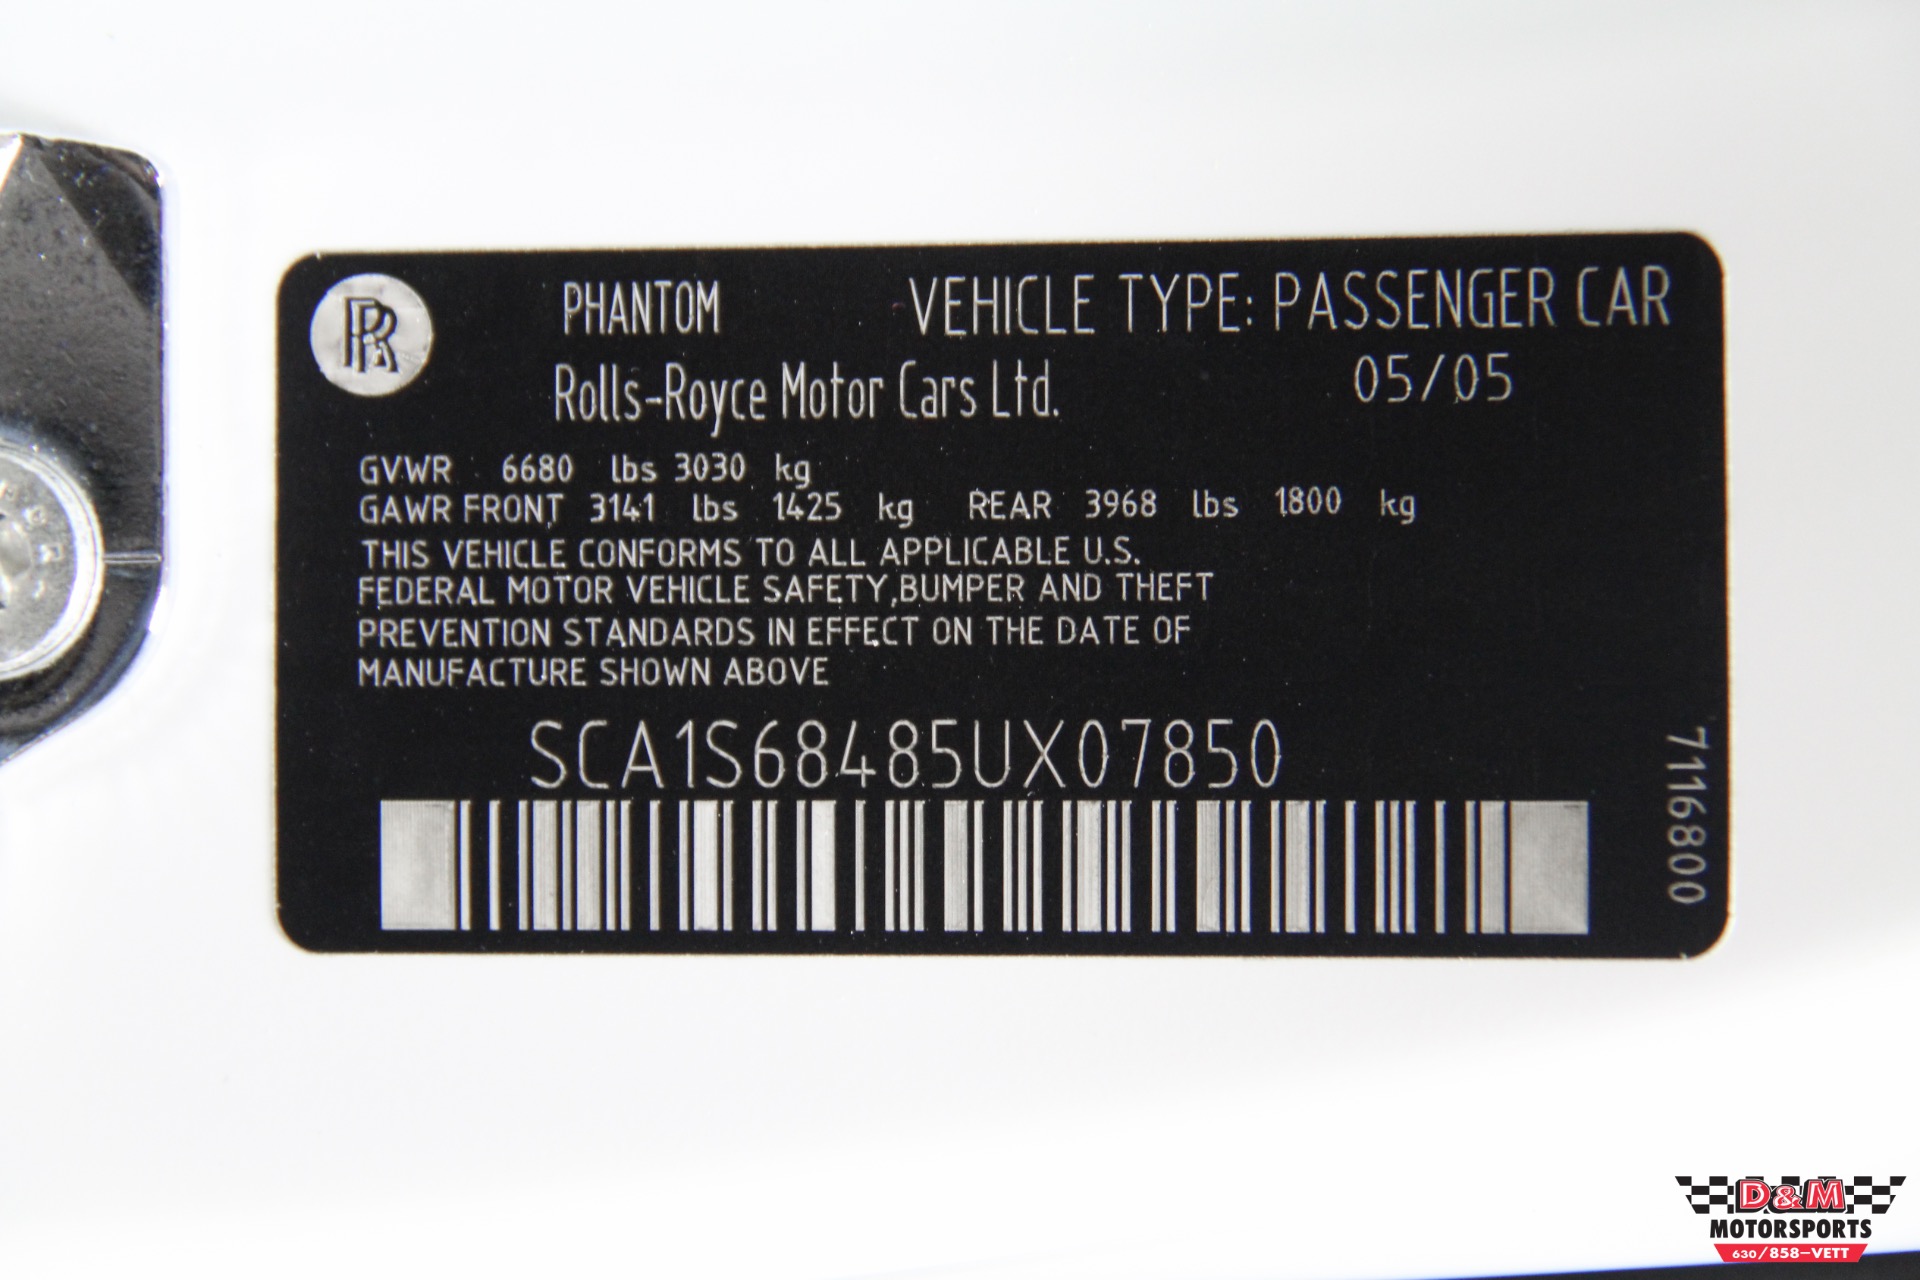 RR PHANTOM VEHICLE TYPE: PASSENGER CAR
Rolls-Royce Motor Cars Ltd. 05/05
GVWR 6680 lbs 3030 kg
GAWR FRONT 3141 lbs 1425 kg REAR 3968 lbs 1800 kg
THIS VEHICLE CONFORMS TO ALL APPLICABLE U.S.
FEDERAL MOTOR VEHICLE SAFETY,BUMPER AND THEFT
PREVENTION STANDARDS IN EFFECT ON THE DATE OF
MANUFACTURE SHOWN ABOVE
SCA1S68485UX07850
7116800
D&M
MOTORSPORTS
630/858-VETT